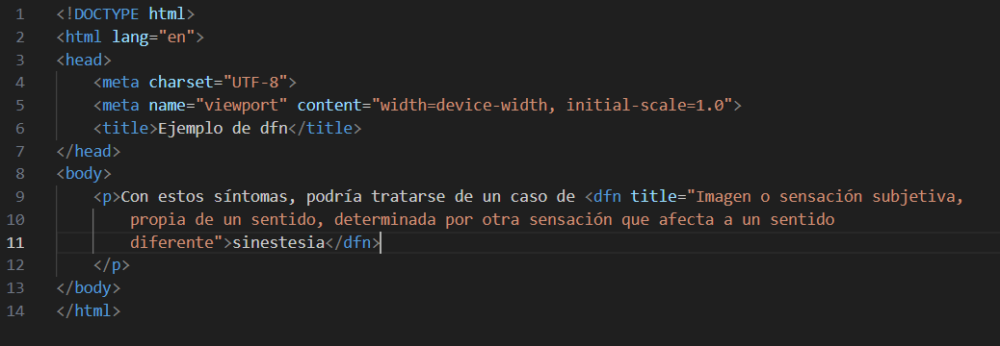 1 <!DOCTYPE html>
2 <html lang="en">
3 <head>
4     <meta charset="UTF-8">
5     <meta name="viewport" content="width=device-width, initial-scale=1.0">
6     <title>Ejemplo de dfn</title>
7 </head>
8 <body>
9     <p>Con estos síntomas, podría tratarse de un caso de <dfn title="Imagen o sensación subjetiva,
10         propia de un sentido, determinada por otra sensación que afecta a un sentido
11         diferente">sinestesia</dfn>
12     </p>
13 </body>
14 </html>